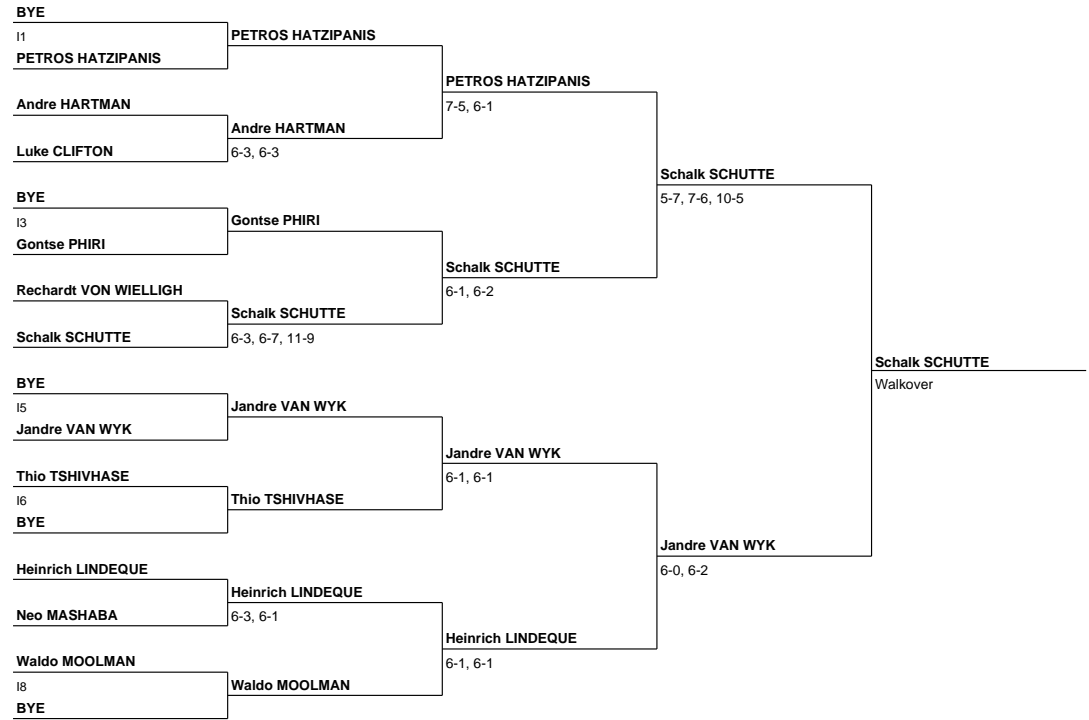 BYE
I1
PETROS HATZIPANIS
Andre HARTMAN
Luke CLIFTON
BYE
I3
Gontse PHIRI
Rechardt VON WIELLIGH
Schalk SCHUTTE
BYE
I5
Jandre VAN WYK
Thio TSHIVHASE
I6
BYE
Heinrich LINDEQUE
Neo MASHABA
Waldo MOOLMAN
I8
BYE
PETROS HATZIPANIS
Andre HARTMAN
6-3, 6-3
Gontse PHIRI
Schalk SCHUTTE
6-3, 6-7, 11-9
Jandre VAN WYK
Thio TSHIVHASE
Heinrich LINDEQUE
6-3, 6-1
Waldo MOOLMAN
PETROS HATZIPANIS
7-5, 6-1
Schalk SCHUTTE
6-1, 6-2
Jandre VAN WYK
6-1, 6-1
Heinrich LINDEQUE
6-1, 6-1
Schalk SCHUTTE
5-7, 7-6, 10-5
Jandre VAN WYK
6-0, 6-2
Schalk SCHUTTE
Walkover